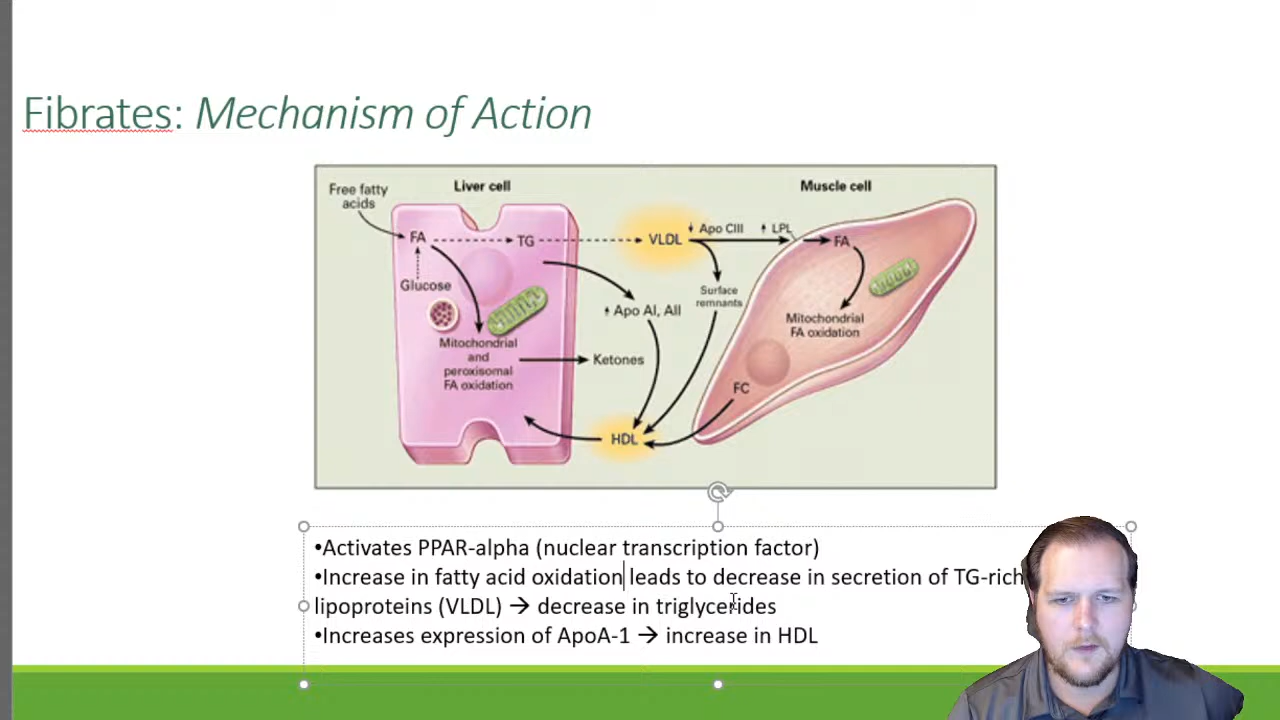 Fibrates: Mechanism of Action
Liver cell
Muscle cell
Free fatty
acids
FA
TG
VLDL
↓ Apo CIII
↑ LPL
FA
Glucose
Surface
remnants
↑ Apo AI, AII
Mitochondrial
FA oxidation
Mitochondrial
and
peroxisomal
FA oxidation
Ketones
FC
HDL
•Activates PPAR-alpha (nuclear transcription factor)
•Increase in fatty acid oxidation leads to decrease in secretion of TG-rich
lipoproteins (VLDL) → decrease in triglycerides
•Increases expression of ApoA-1 → increase in HDL